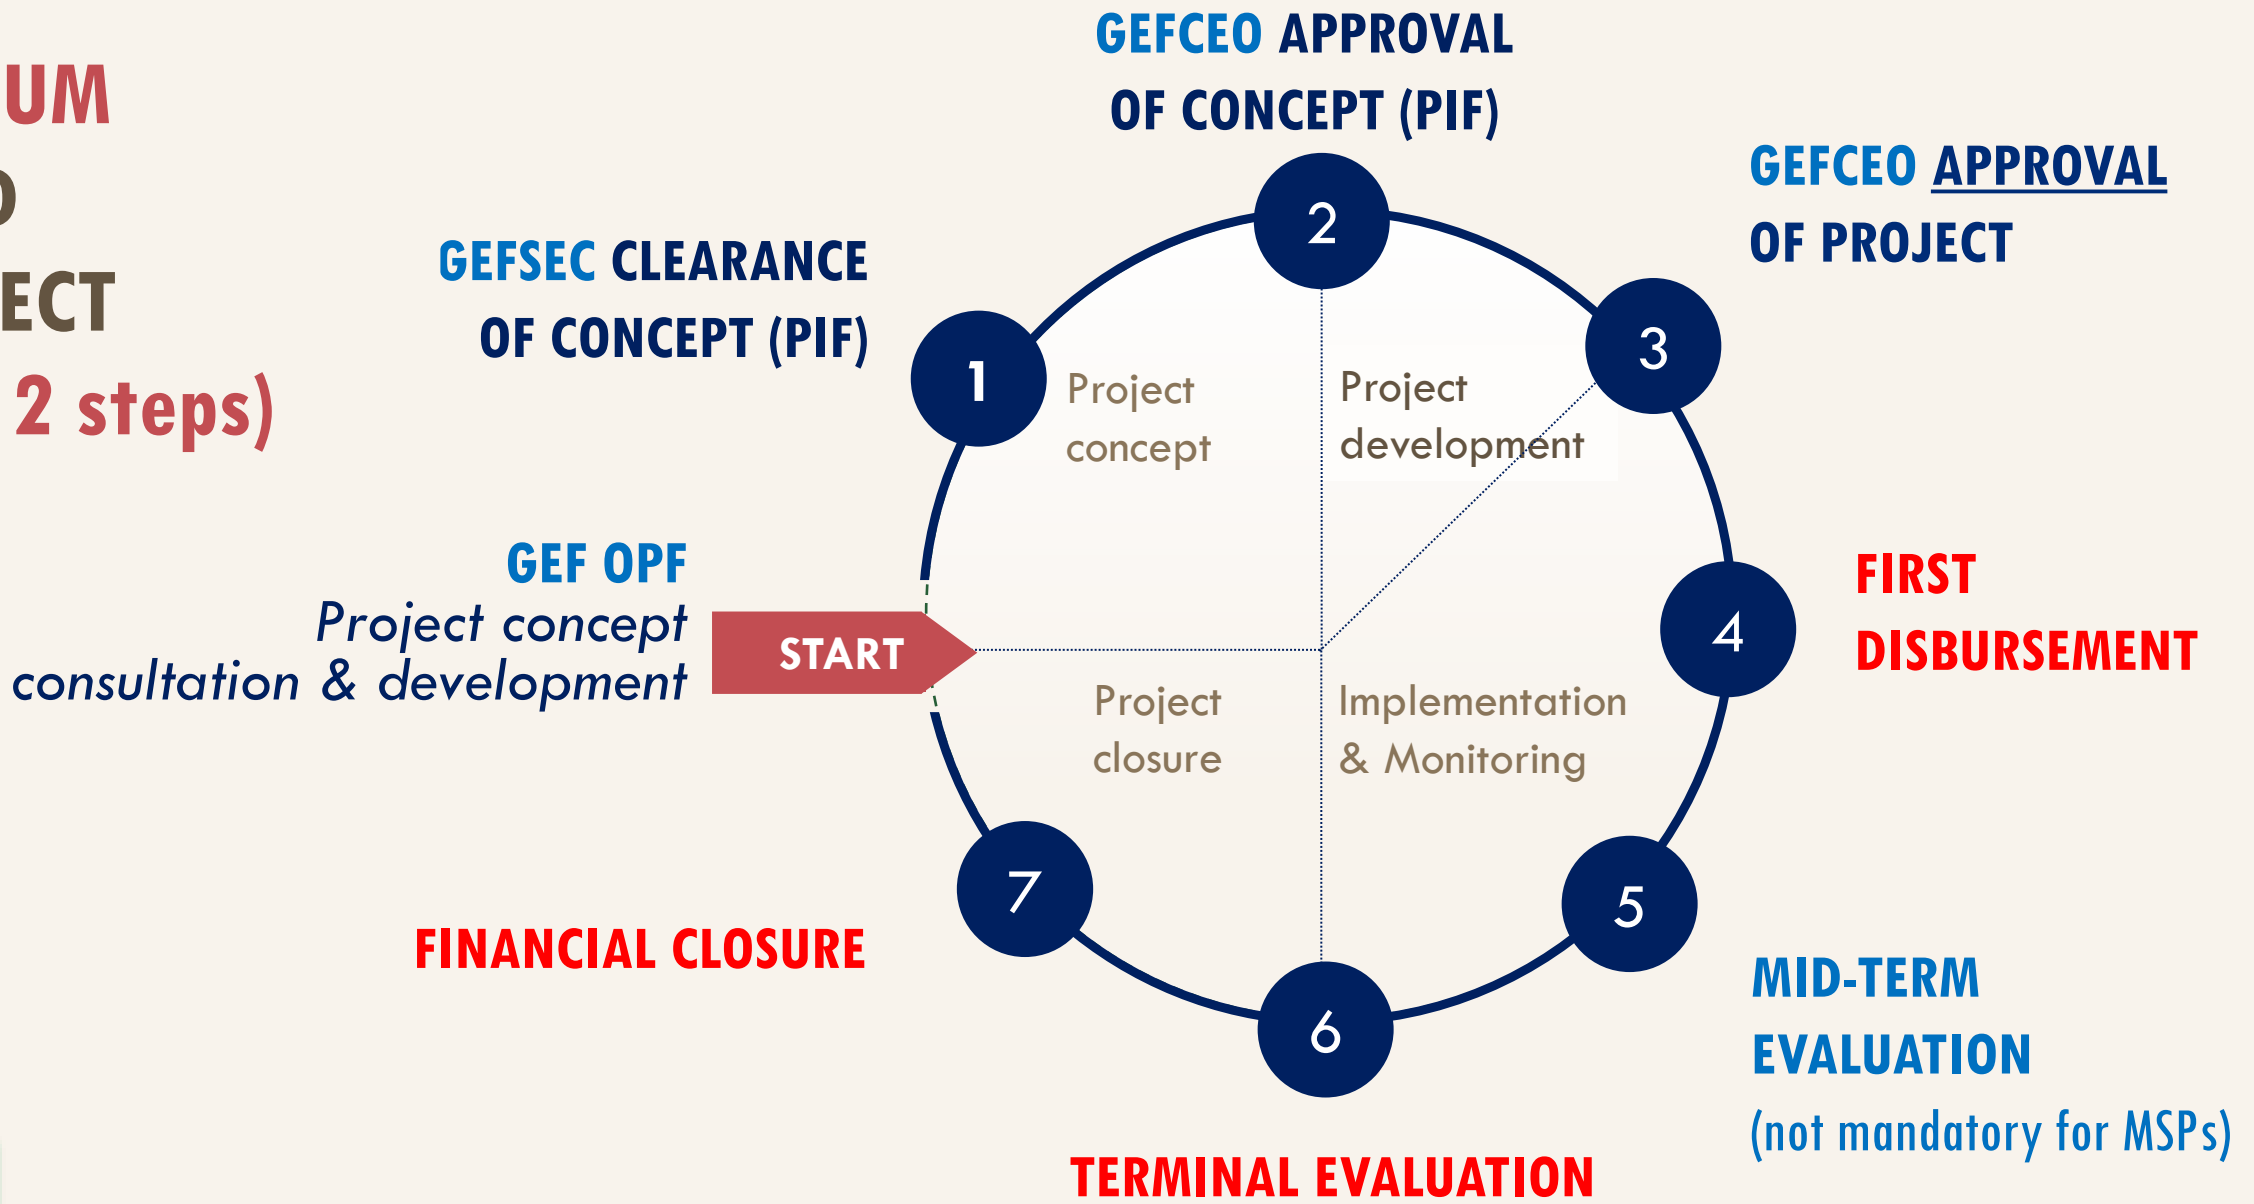 UM
ECT
2 steps)
GEFCEO APPROVAL
OF CONCEPT (PIF)
GEFCEO APPROVAL
OF PROJECT
GEFSEC CLEARANCE
OF CONCEPT (PIF)
2
3
1
Project
concept
Project
development
GEF OPF
Project concept
consultation & development
START
FIRST
DISBURSEMENT
4
Project
closure
Implementation
& Monitoring
7
5
6
FINANCIAL CLOSURE
MID-TERM
EVALUATION
(not mandatory for MSPs)
TERMINAL EVALUATION